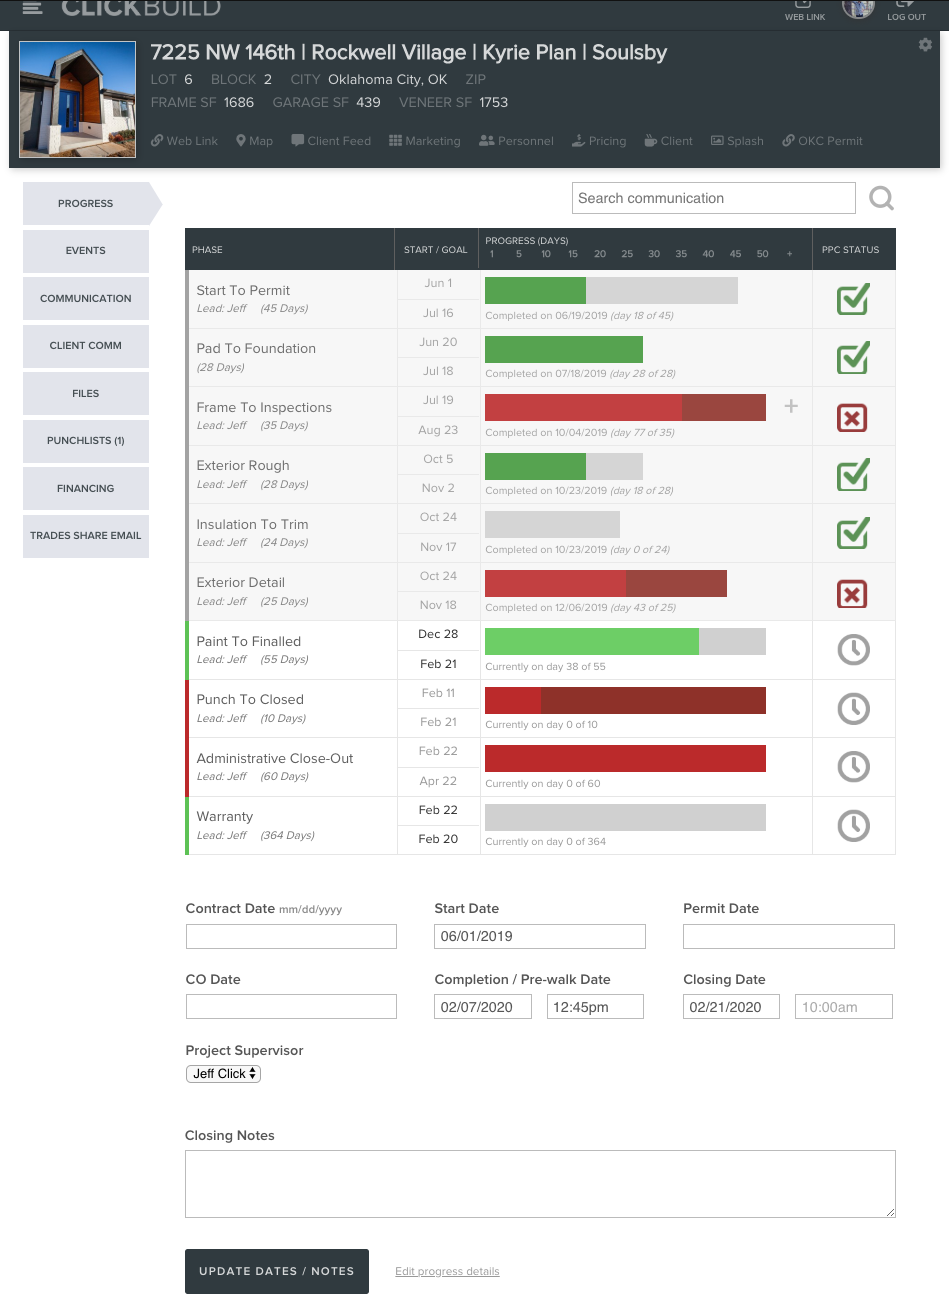 CLICKBUILD
WEB LINK
LOG OUT
7225 NW 146th | Rockwell Village | Kyrie Plan | Soulsby
LOT 6 BLOCK 2 CITY Oklahoma City, OK ZIP
FRAME SF 1686 GARAGE SF 439 VENEER SF 1753
Web Link Map Client Feed Marketing Personnel Pricing Client Splash OKC Permit
PROGRESS
EVENTS
COMMUNICATION
CLIENT COMM
FILES
PUNCHLISTS (1)
FINANCING
TRADES SHARE EMAIL
Search communication
PHASE START / GOAL PROGRESS (DAYS) PPC STATUS
1 5 10 15 20 25 30 35 40 45 50 +
Start To Permit
Lead: Jeff (45 Days)
Jun 1
Jul 16
Completed on 06/19/2019 (day 18 of 45)
Pad To Foundation
(28 Days)
Jun 20
Jul 18
Completed on 07/18/2019 (day 28 of 28)
Frame To Inspections
Lead: Jeff (35 Days)
Jul 19
Aug 23
+
Completed on 10/04/2019 (day 77 of 35)
Exterior Rough
Lead: Jeff (28 Days)
Oct 5
Nov 2
Completed on 10/23/2019 (day 18 of 28)
Insulation To Trim
Lead: Jeff (24 Days)
Oct 24
Nov 17
Completed on 10/23/2019 (day 0 of 24)
Exterior Detail
Lead: Jeff (25 Days)
Oct 24
Nov 18
Completed on 12/06/2019 (day 43 of 25)
Paint To Finalled
Lead: Jeff (55 Days)
Dec 28
Feb 21
Currently on day 38 of 55
Punch To Closed
Lead: Jeff (10 Days)
Feb 11
Feb 21
Currently on day 0 of 10
Administrative Close-Out
Lead: Jeff (60 Days)
Feb 22
Apr 22
Currently on day 0 of 60
Warranty
Lead: Jeff (364 Days)
Feb 22
Feb 20
Currently on day 0 of 364
Contract Date mm/dd/yyyy
Start Date
06/01/2019
Permit Date
CO Date
Completion / Pre-walk Date
02/07/2020 12:45pm
Closing Date
02/21/2020 10:00am
Project Supervisor
Jeff Click
Closing Notes
UPDATE DATES / NOTES
Edit progress details